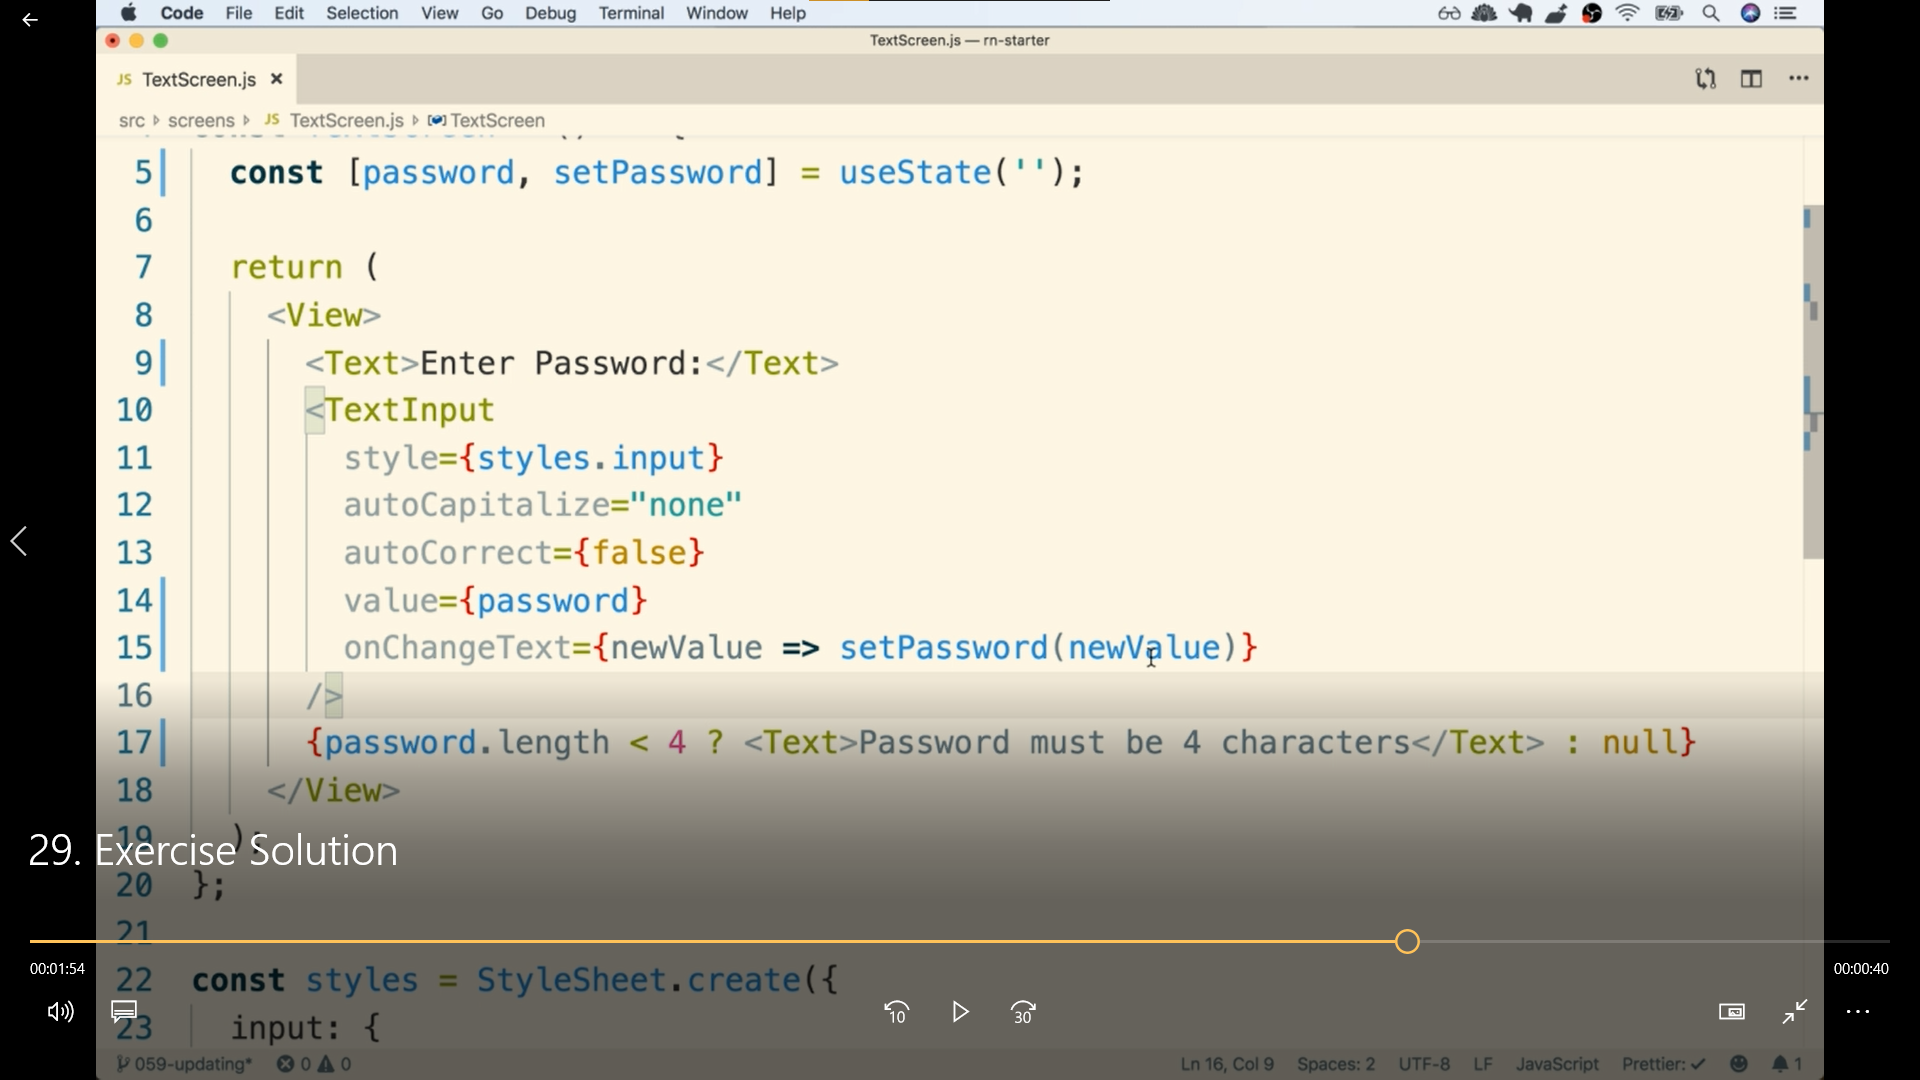 Code File Edit Selection View Go Debug Terminal Window Help
TextScreen.js — rn-starter
JS TextScreen.js ×
src screens JS TextScreen.js TextScreen
5 const [password, setPassword] = useState('');
6
7 return (
8 <View>
9 <Text>Enter Password:</Text>
10 <TextInput
11 style={styles.input}
12 autoCapitalize="none"
13 autoCorrect={false}
14 value={password}
15 onChangeText={newValue => setPassword(newValue)}
16 />
17 {password.length < 4 ? <Text>Password must be 4 characters</Text> : null}
18 </View>
19 );
29. Exercise Solution
20 };
21
00:01:54 00:00:40
22 const styles = StyleSheet.create({
10 30
23 input: {
059-updating* 0 0 Ln 16, Col 9 Spaces: 2 UTF-8 LF JavaScript Prettier: ✓ 1